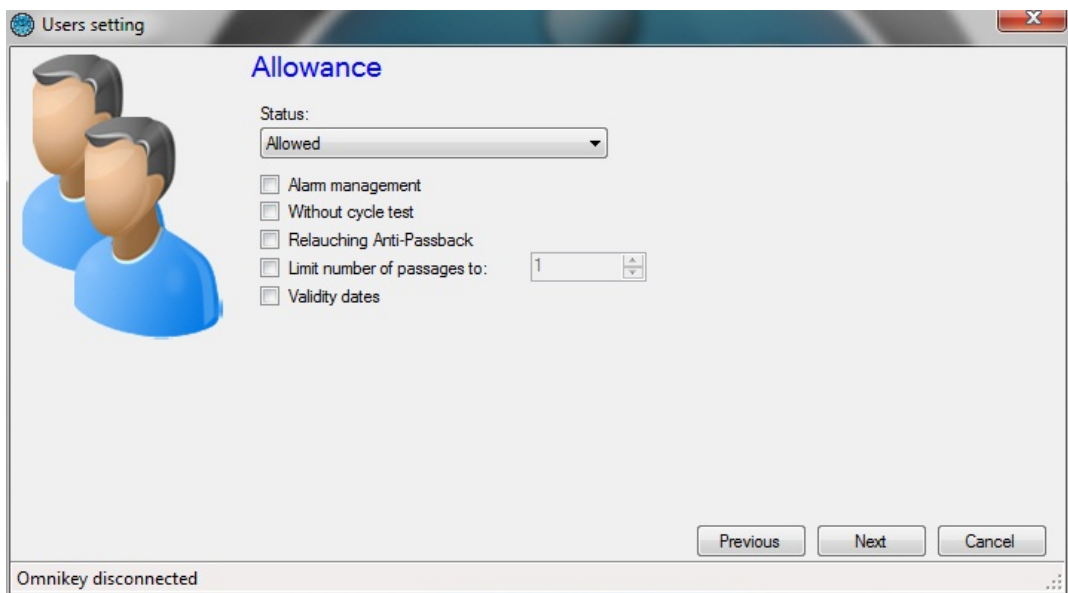 Users setting
Allowance
Status:
Allowed
Alarm management
Without cycle test
Relauching Anti-Passback
Limit number of passages to: 1
Validity dates
Previous Next Cancel
Omnikey disconnected